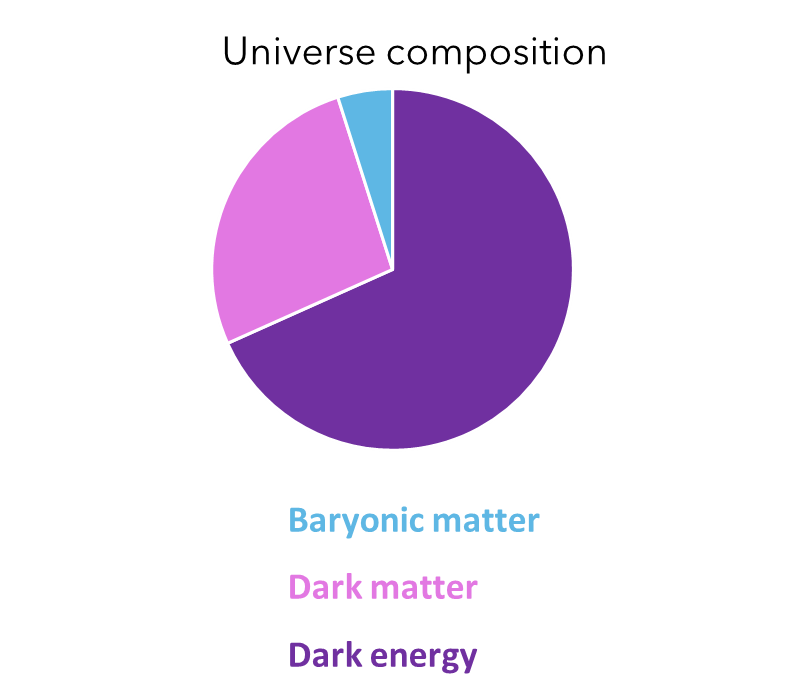 Universe composition
Baryonic matter
Dark matter
Dark energy